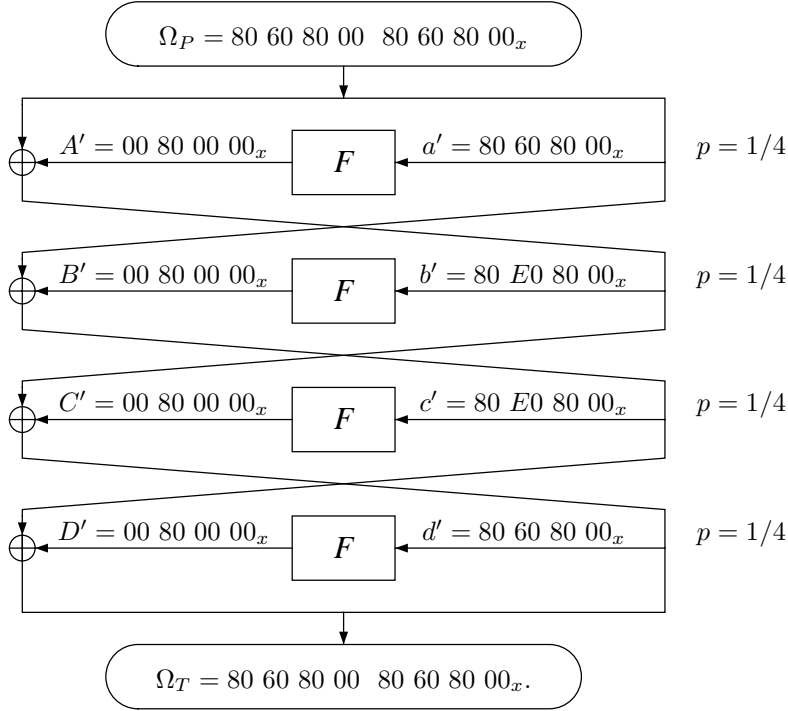 Ω_P = 80 60 80 00 80 60 80 00_x
A′ = 00 80 00 00_x F a′ = 80 60 80 00_x p = 1/4
B′ = 00 80 00 00_x F b′ = 80 E0 80 00_x p = 1/4
C′ = 00 80 00 00_x F c′ = 80 E0 80 00_x p = 1/4
D′ = 00 80 00 00_x F d′ = 80 60 80 00_x p = 1/4
Ω_T = 80 60 80 00 80 60 80 00_x.